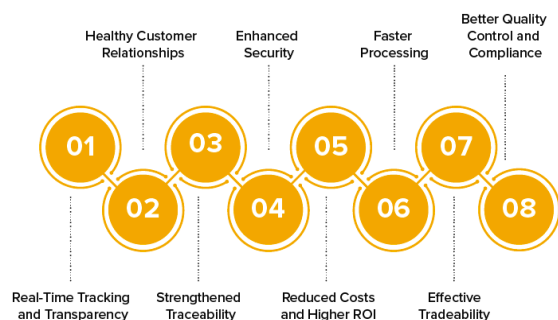 Healthy Customer
Relationships
Enhanced
Security
Faster
Processing
Better Quality
Control and
Compliance
01
02
03
04
05
06
07
08
Real-Time Tracking
and Transparency
Strengthened
Traceability
Reduced Costs
and Higher ROI
Effective
Tradeability